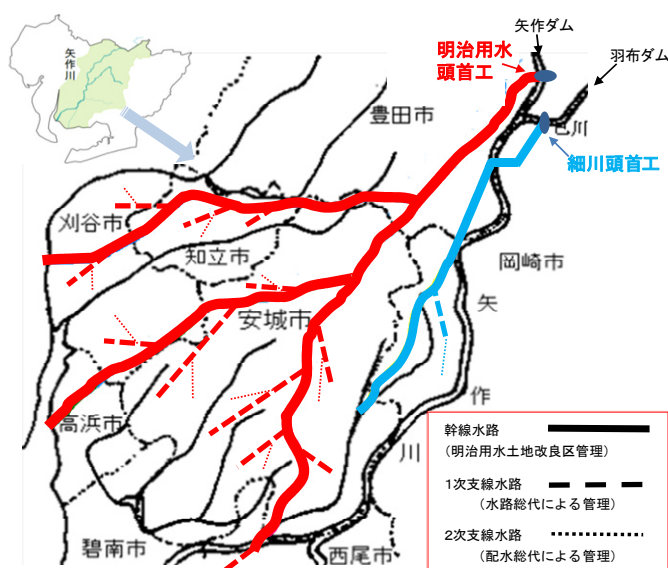 矢作川
矢作ダム
羽布ダム
明治用水
頭首工
豊田市
巴川
細川頭首工
刈谷市
知立市
岡崎市
安城市
矢
作
川
高浜市
碧南市
西尾市
幹線水路
(明治用水土地改良区管理)
1次支線水路
(水路総代による管理)
2次支線水路
(配水総代による管理)